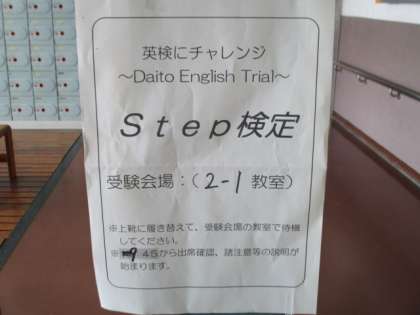 英検にチャレンジ
～Daito English Trial～
Step検定
受験会場：（2-1 教室）
※上靴に履き替えて、受験会場の教室で待機
してください。
※9:45から出席確認、諸注意等の説明が
始まります。